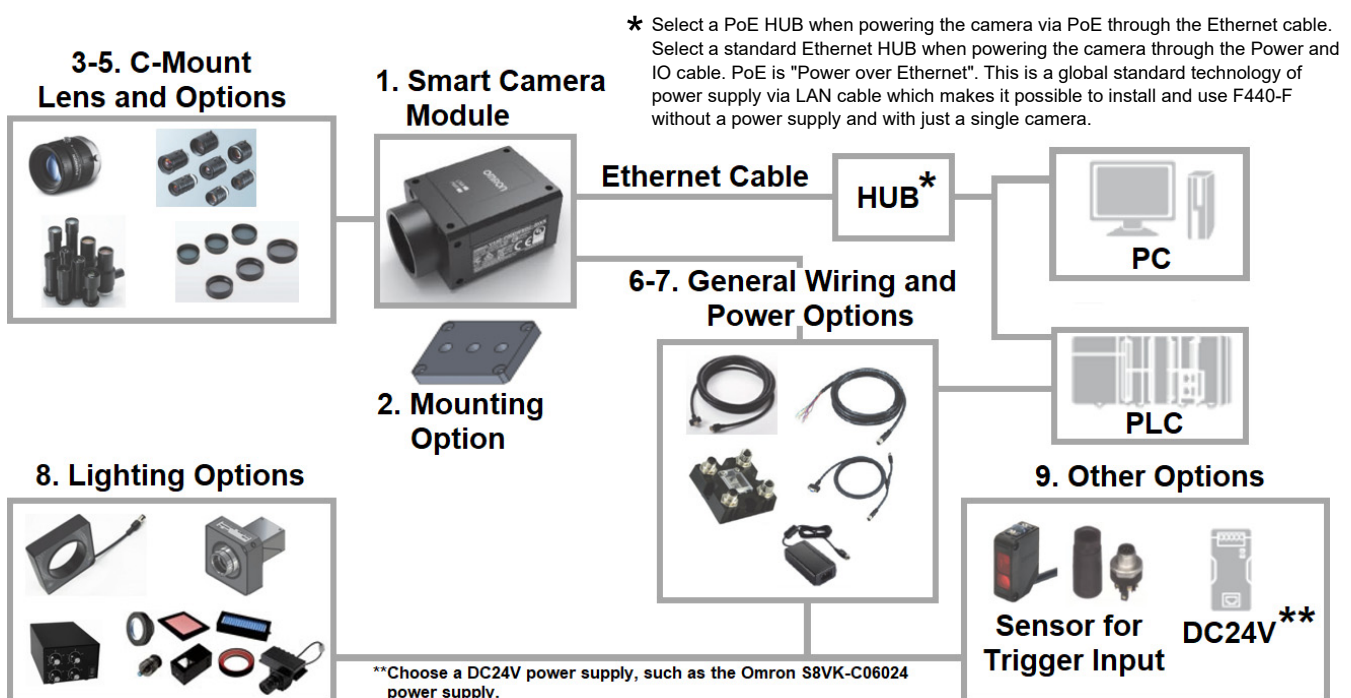 * Select a PoE HUB when powering the camera via PoE through the Ethernet cable.
Select a standard Ethernet HUB when powering the camera through the Power and
IO cable. PoE is "Power over Ethernet". This is a global standard technology of
power supply via LAN cable which makes it possible to install and use F440-F
without a power supply and with just a single camera.
3-5. C-Mount
Lens and Options
1. Smart Camera
Module
OMRON
Ethernet Cable
HUB*
PC
6-7. General Wiring and
Power Options
PLC
2. Mounting
Option
8. Lighting Options
9. Other Options
Sensor for
Trigger Input
DC24V**
**Choose a DC24V power supply, such as the Omron S8VK-C06024
power supply.